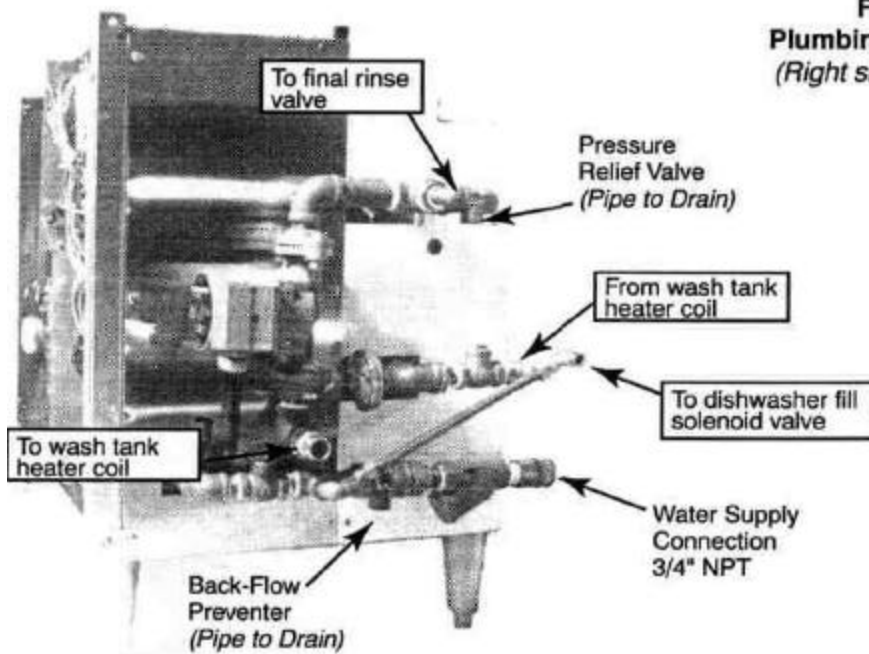 Plumbin
(Right s
To final rinse
valve
Pressure
Relief Valve
(Pipe to Drain)
From wash tank
heater coil
To dishwasher fill
solenoid valve
To wash tank
heater coil
Water Supply
Connection
3/4" NPT
Back-Flow
Preventer
(Pipe to Drain)